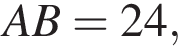 AB = 24,